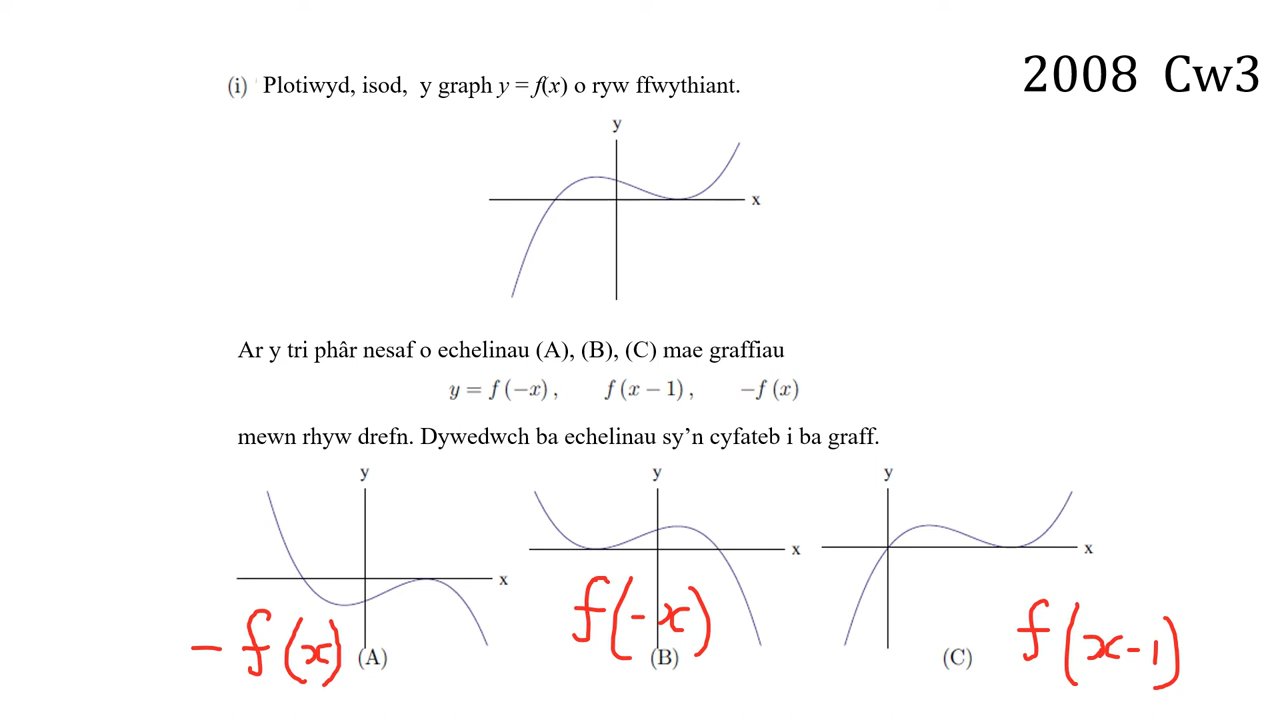 2008 Cw3
(i) Plotiwyd, isod, y graph y = f(x) o ryw ffwythiant.
y
x
Ar y tri phâr nesaf o echelinau (A), (B), (C) mae graffiau
y = f (−x) , f (x − 1) , −f (x)
mewn rhyw drefn. Dywedwch ba echelinau sy’n cyfateb i ba graff.
y y y
x x x
-f(x) f(-x) f(x-1)
(A) (B) (C)